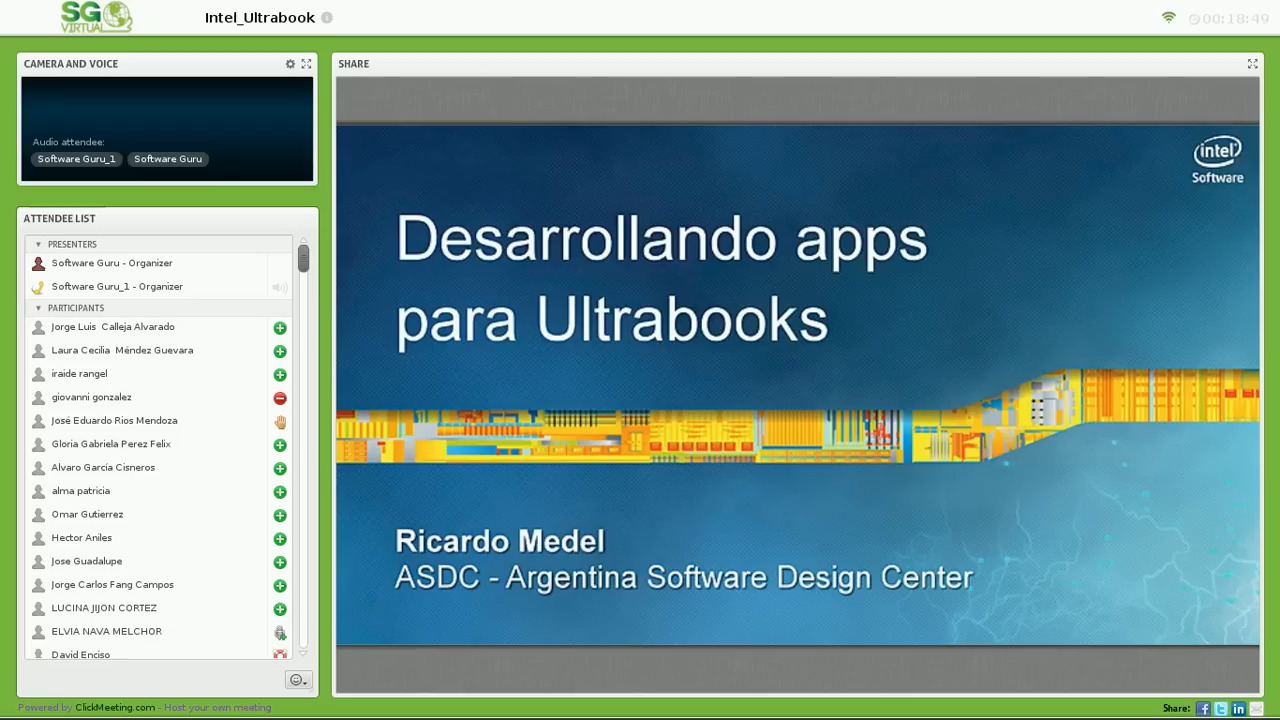 SG
VIRTUAL
Intel_Ultrabook
00:18:49
CAMERA AND VOICE
Audio attendee:
Software Guru_1
Software Guru
ATTENDEE LIST
PRESENTERS
Software Guru - Organizer
Software Guru_1 - Organizer
PARTICIPANTS
Jorge Luis Calleja Alvarado
Laura Cecilia Méndez Guevara
iraide rangel
giovanni gonzalez
José Eduardo Rios Mendoza
Gloria Gabriela Perez Felix
Alvaro García Cisneros
alma patricia
Omar Gutierrez
Hector Aniles
Jose Guadalupe
Jorge Carlos Fang Campos
LUCINA JIJON CORTEZ
ELVIA NAVA MELCHOR
David Enciso
SHARE
intel
Software
Desarrollando apps
para Ultrabooks
Ricardo Medel
ASDC - Argentina Software Design Center
Powered by ClickMeeting.com - Host your own meeting
Share: